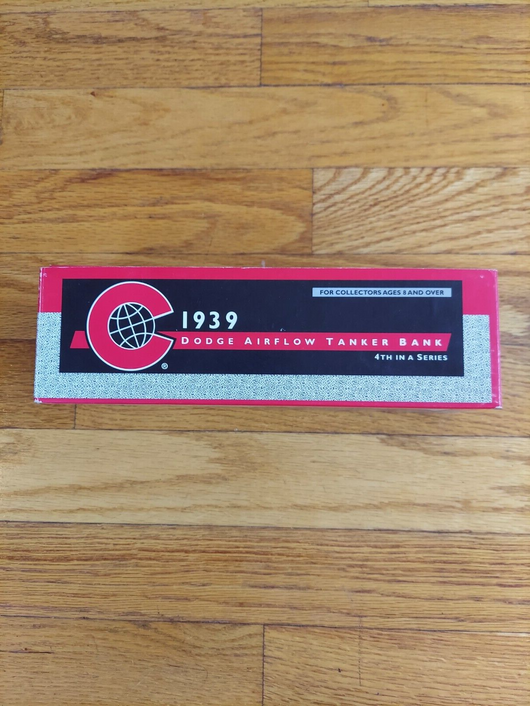 FOR COLLECTORS AGES 8 AND OVER
C
1939
DODGE AIRFLOW TANKER BANK
4TH IN A SERIES
®